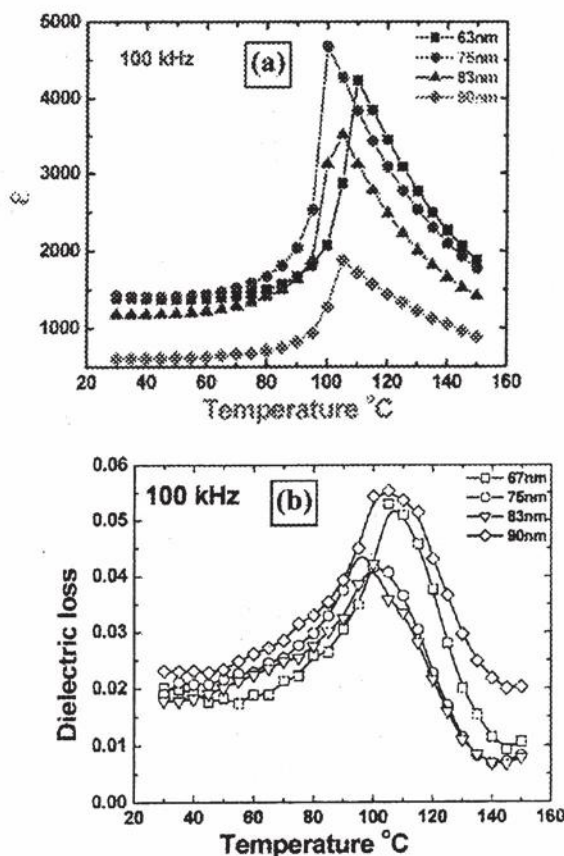 5000
4000
3000
2000
1000
ε
100 kHz
(a)
63nm
75nm
83nm
90nm
20 40 60 80 100 120 140 160
Temperature °C
0.06
0.05
0.04
0.03
0.02
0.01
0.00
Dielectric loss
100 kHz
(b)
67nm
75nm
83nm
90nm
20 40 60 80 100 120 140 160
Temperature °C